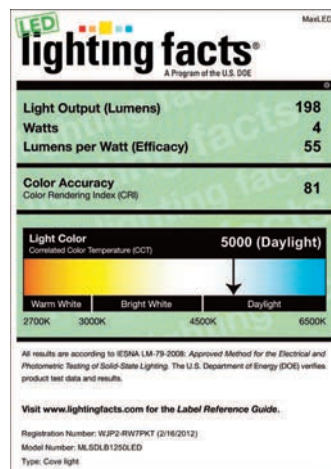 MaxLED
LED
lighting facts®
A Program of the U.S. DOE
Light Output (Lumens) 198
Watts 4
Lumens per Watt (Efficacy) 55
Color Accuracy 81
Color Rendering Index (CRI)
Light Color 5000 (Daylight)
Correlated Color Temperature (CCT)
Warm White Bright White Daylight
2700K 3000K 4500K 6500K
All results are according to IESNA LM-79-2008: Approved Method for the Electrical and
Photometric Testing of Solid-State Lighting. The U.S. Department of Energy (DOE) verifies
product test data and results.
Visit www.lightingfacts.com for the Label Reference Guide.
Registration Number: WJP2-RW7PKT (2/16/2012)
Model Number: MLSDLB1250LED
Type: Cove light